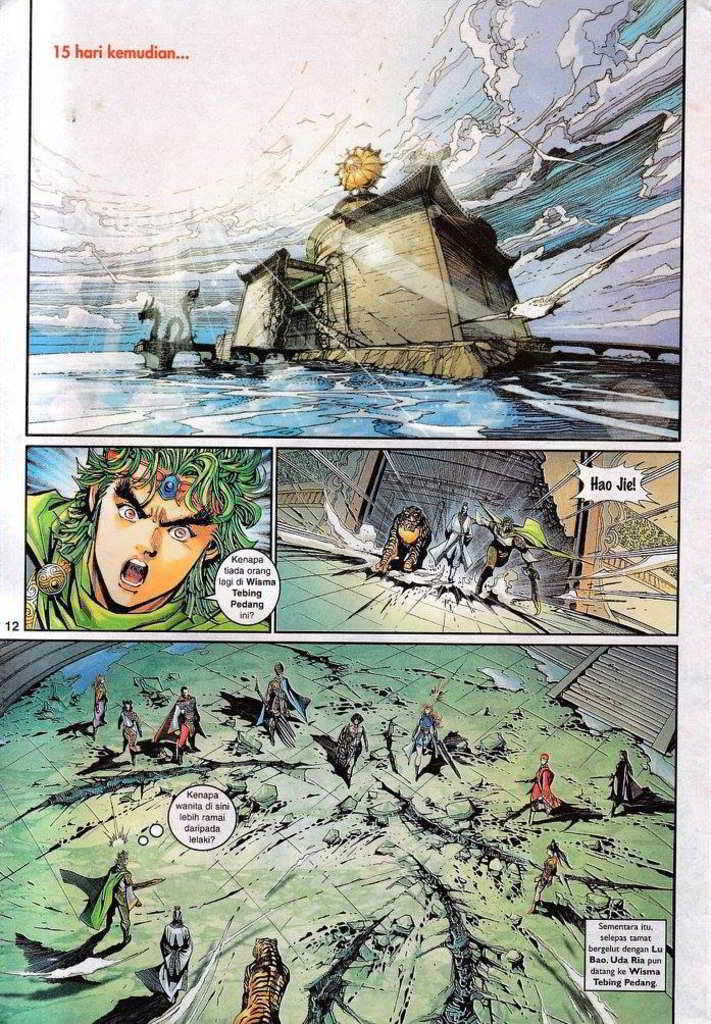 15 hari kemudian...
Kenapa
tiada orang
lagi di Wisma
Tebing
Pedang
ini?
Hao Jie!
12
Kenapa
wanita di sini
lebih ramai
daripada
lelaki?
Sementara itu,
selepas tamat
bergelut dengan Lu
Bao, Uda Ria pun
datang ke Wisma
Tebing Pedang.